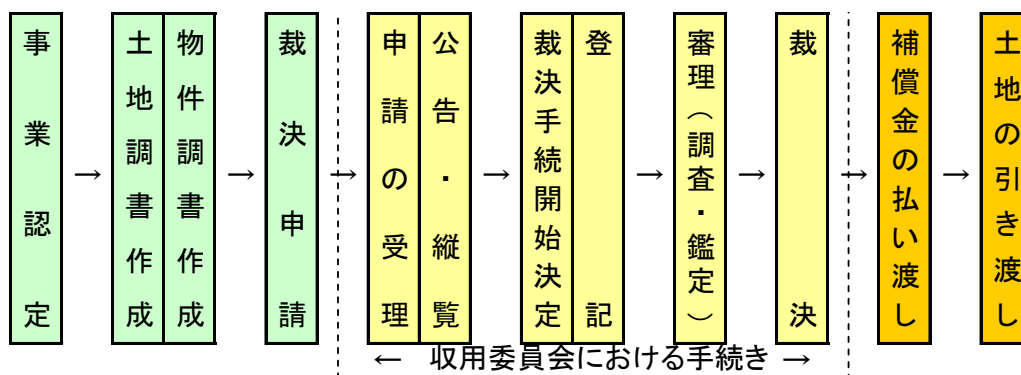 事業認定
→
土地調書作成
物件調書作成
→
裁決申請
→
申請の受理
公告・縦覧
→
裁決手続開始決定
登記
→
審理（調査・鑑定）
→
裁決
→
補償金の払い渡し
→
土地の引き渡し
← 収用委員会における手続き →